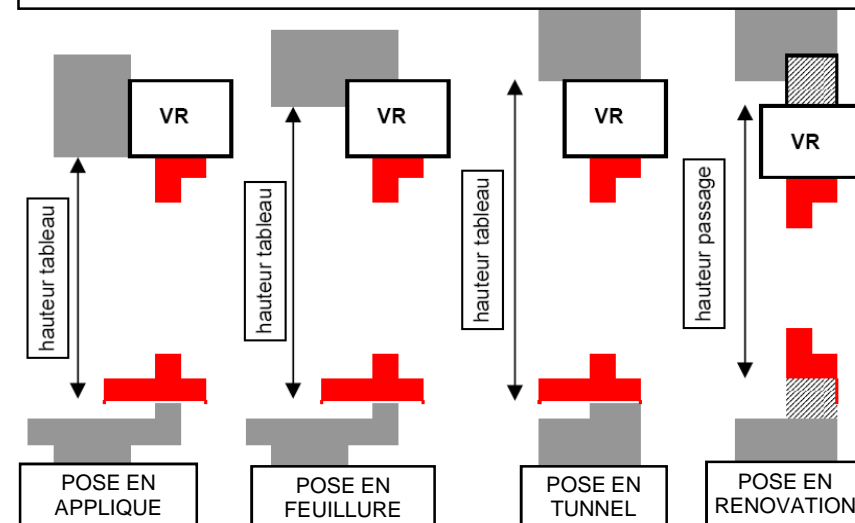 VR
VR
VR
VR
hauteur tableau
hauteur tableau
hauteur tableau
hauteur passage
POSE EN
APPLIQUE
POSE EN
FEUILLURE
POSE EN
TUNNEL
POSE EN
RENOVATION